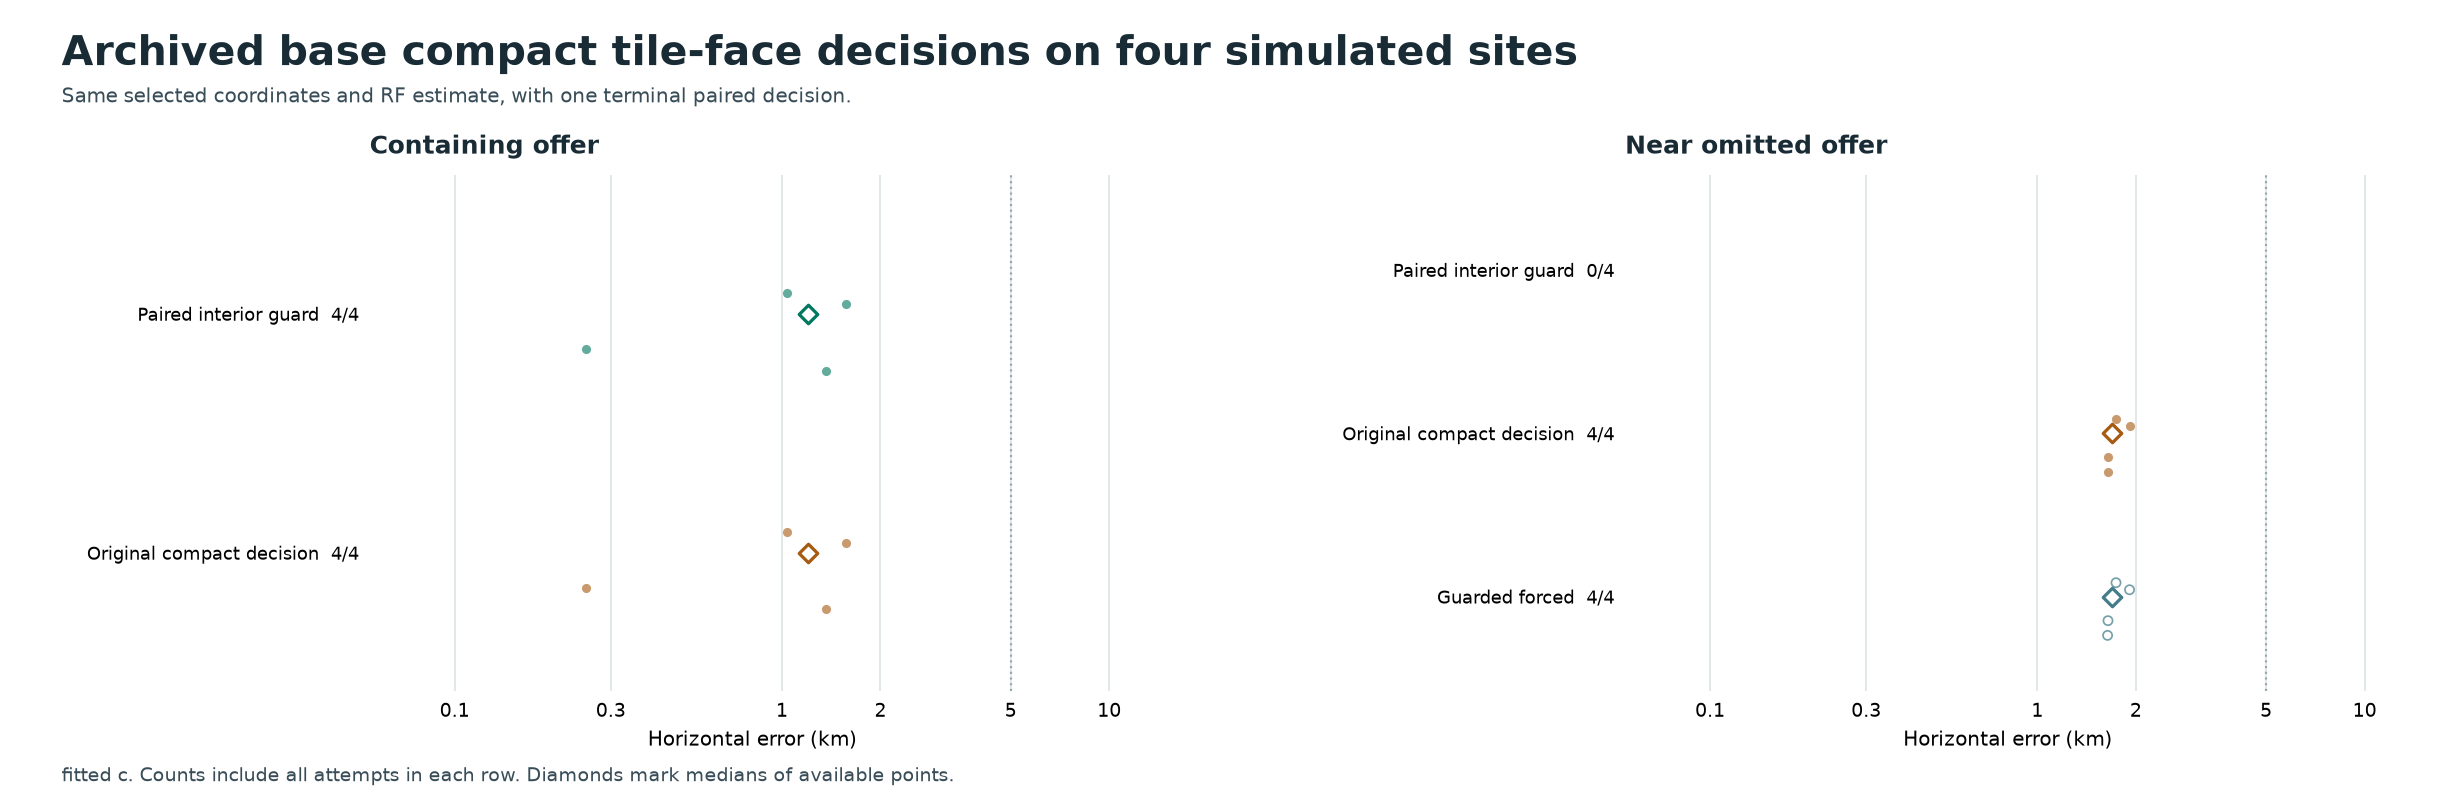 Archived base compact tile-face decisions on four simulated sites
Same selected coordinates and RF estimate, with one terminal paired decision.
Containing offer
Paired interior guard 4/4
Original compact decision 4/4
0.1 0.3 1 2 5 10
Horizontal error (km)
Near omitted offer
Paired interior guard 0/4
Original compact decision 4/4
Guarded forced 4/4
0.1 0.3 1 2 5 10
Horizontal error (km)
fitted c. Counts include all attempts in each row. Diamonds mark medians of available points.